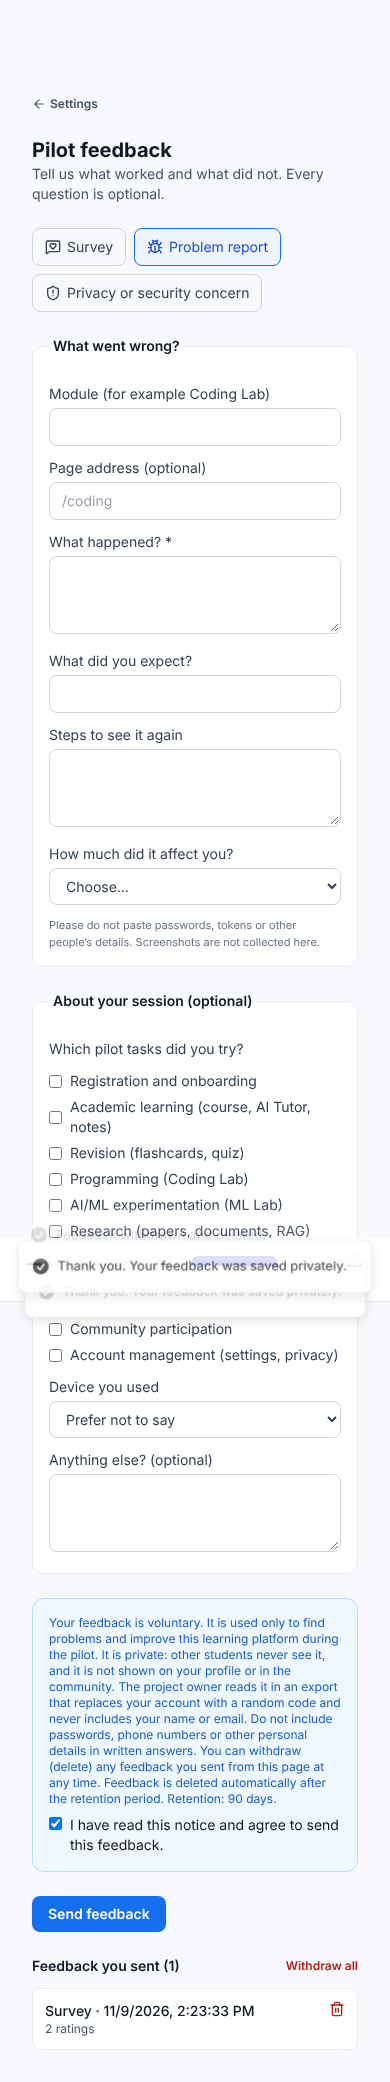 Settings
Pilot feedback
Tell us what worked and what did not. Every
question is optional.
Survey
Problem report
Privacy or security concern
What went wrong?
Module (for example Coding Lab)
Page address (optional)
/coding
What happened? *
What did you expect?
Steps to see it again
How much did it affect you?
Choose...
Please do not paste passwords, tokens or other
people's details. Screenshots are not collected here.
About your session (optional)
Which pilot tasks did you try?
Registration and onboarding
Academic learning (course, AI Tutor,
notes)
Revision (flashcards, quiz)
Programming (Coding Lab)
AI/ML experimentation (ML Lab)
Research (papers, documents, RAG)
Thank you. Your feedback was saved privately.
Thank you. Your feedback was saved privately.
Community participation
Account management (settings, privacy)
Device you used
Prefer not to say
Anything else? (optional)
Your feedback is voluntary. It is used only to find
problems and improve this learning platform during
the pilot. It is private: other students never see it,
and it is not shown on your profile or in the
community. The project owner reads it in an export
that replaces your account with a random code and
never includes your name or email. Do not include
passwords, phone numbers or other personal
details in written answers. You can withdraw
(delete) any feedback you sent from this page at
any time. Feedback is deleted automatically after
the retention period. Retention: 90 days.
I have read this notice and agree to send
this feedback.
Send feedback
Feedback you sent (1)
Withdraw all
Survey · 11/9/2026, 2:23:33 PM
2 ratings